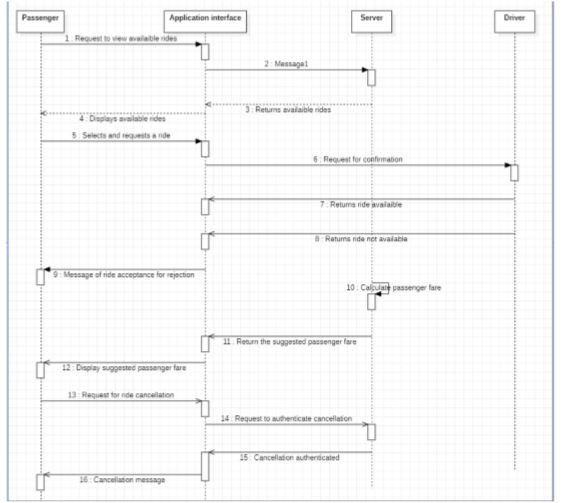 Passenger
Application interface
Server
Driver
1 : Request to view available rides
2 : Message1
3 : Returns available rides
4 : Displays available rides
5 : Selects and requests a ride
6 : Request for confirmation
7 : Returns ride available
8 : Returns ride not available
9 : Message of ride acceptance for rejection
10 : Calculate passenger fare
11 : Return the suggested passenger fare
12 : Display suggested passenger fare
13 : Request for ride cancellation
14 : Request to authenticate cancellation
15 : Cancellation authenticated
16 : Cancellation message